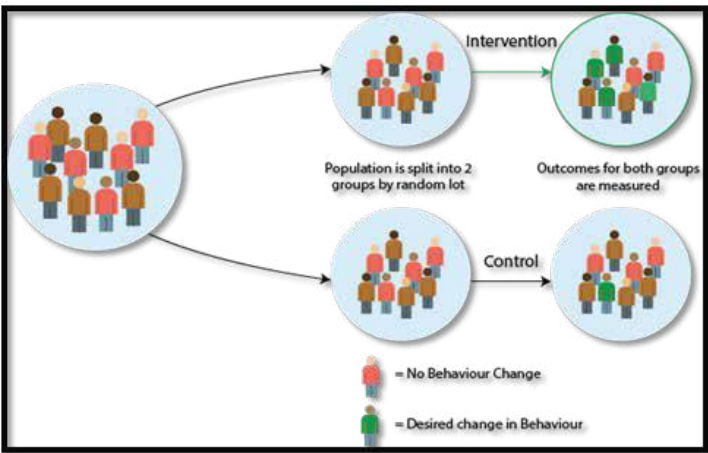 Intervention
Population is split into 2
groups by random lot
Outcomes for both groups
are measured
Control
= No Behaviour Change
= Desired change in Behaviour